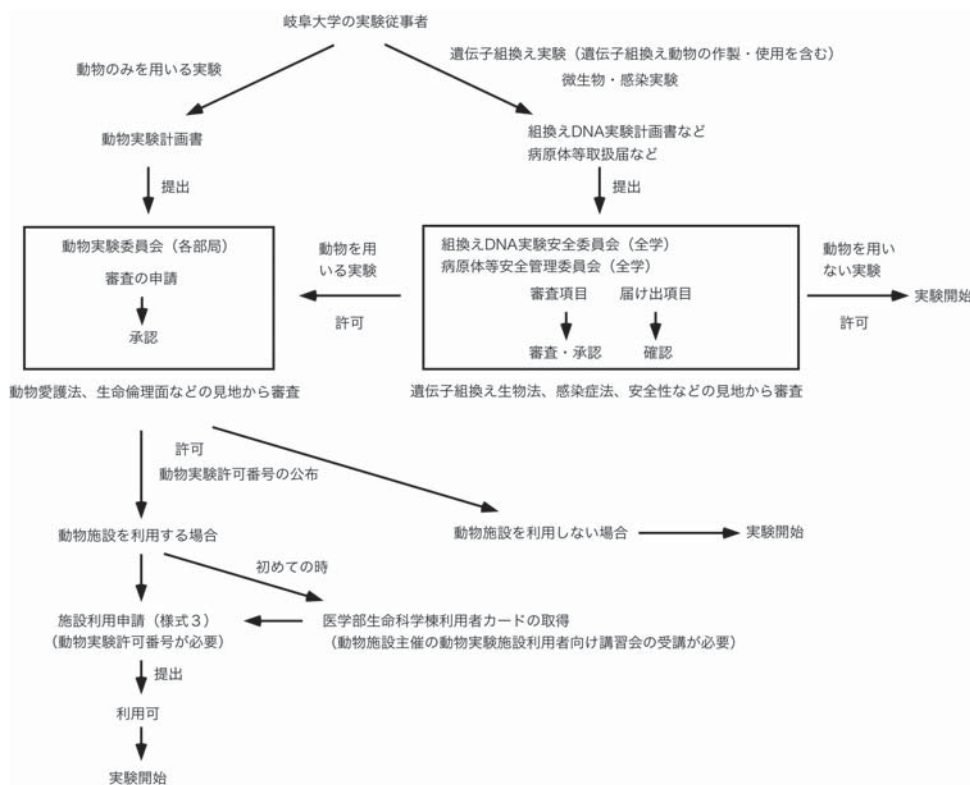 岐阜大学の実験従事者
動物のみを用いる実験
遺伝子組換え実験（遺伝子組換え動物の作製・使用を含む）
微生物・感染実験
動物実験計画書
組換えDNA実験計画書など
病原体等取扱届など
提出
提出
動物実験委員会（各部局）
審査の申請
承認
動物を用
いる実験
許可
組換えDNA実験安全委員会（全学）
病原体等安全管理委員会（全学）
審査項目
届け出項目
審査・承認
確認
動物を用い
ない実験
許可
実験開始
動物愛護法、生命倫理面などの見地から審査
遺伝子組換え生物法、感染症法、安全性などの見地から審査
許可
動物実験許可番号の公布
動物施設を利用する場合
動物施設を利用しない場合
実験開始
初めての時
施設利用申請（様式３）
（動物実験許可番号が必要）
医学部生命科学棟利用者カードの取得
（動物施設主催の動物実験施設利用者向け講習会の受講が必要）
提出
利用可
実験開始